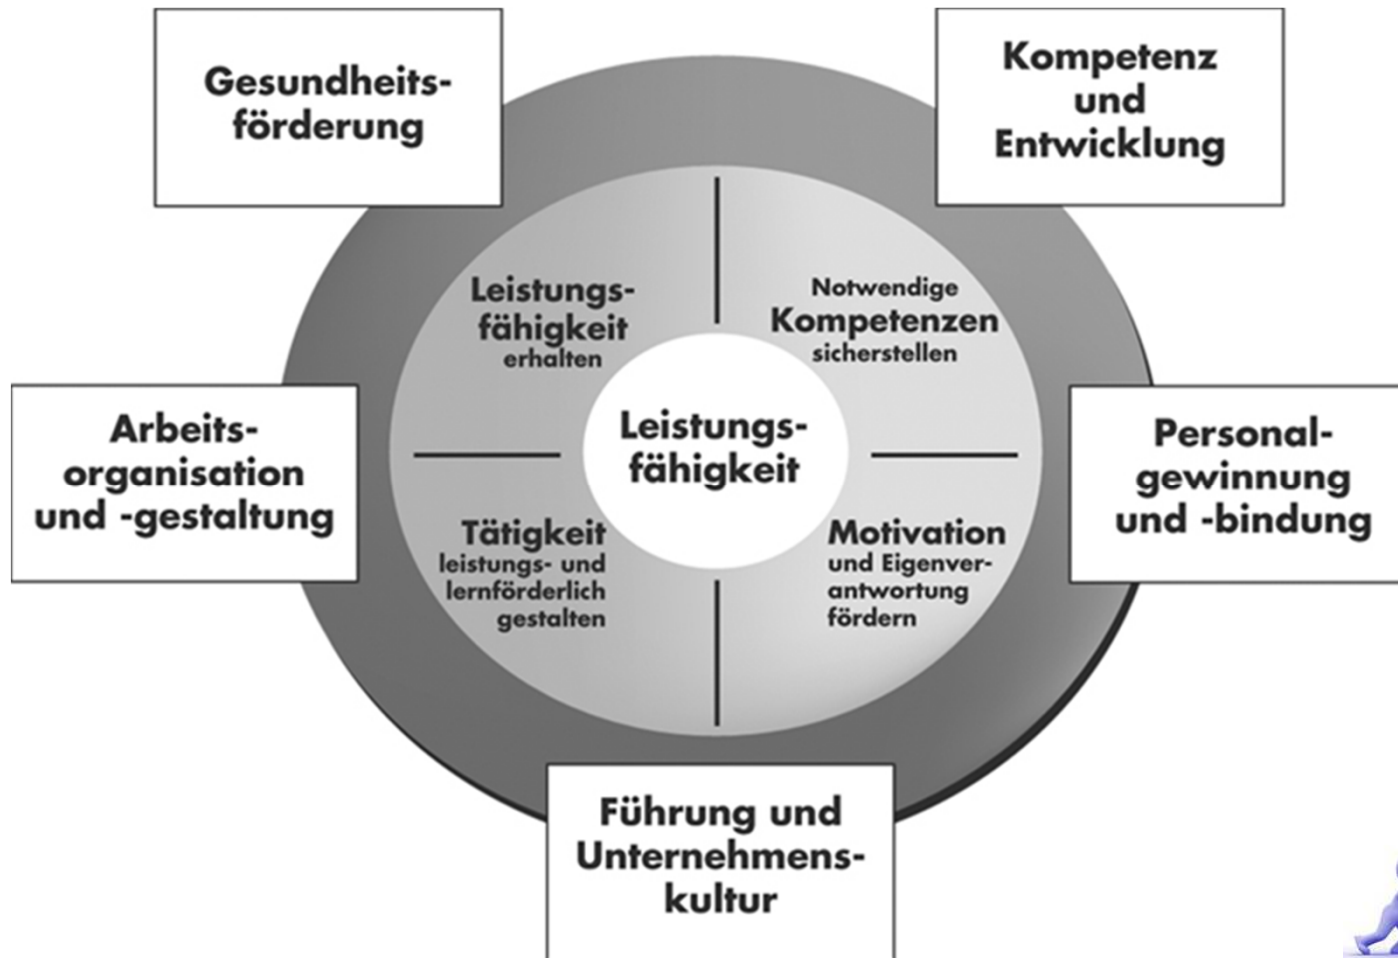 Gesundheits-
förderung
Kompetenz
und
Entwicklung
Leistungs-
fähigkeit
erhalten
Notwendige
Kompetenzen
sicherstellen
Arbeits-
organisation
und -gestaltung
Leistungs-
fähigkeit
Personal-
gewinnung
und -bindung
Tätigkeit
leistungs- und
lernförderlich
gestalten
Motivation
und Eigenver-
antwortung
fördern
Führung und
Unternehmens-
kultur